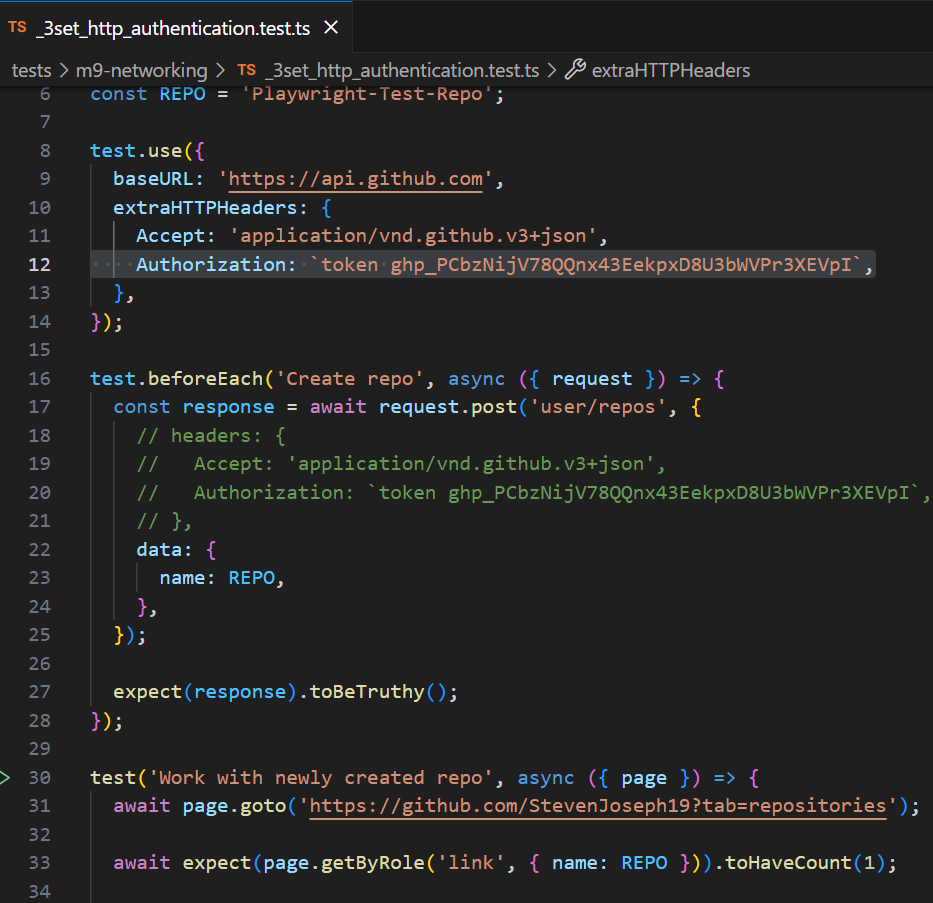 TS _3set_http_authentication.test.ts ×
tests > m9-networking > TS _3set_http_authentication.test.ts > extraHTTPHeaders
6 const REPO = 'Playwright-Test-Repo';
7
8 test.use({
9   baseURL: 'https://api.github.com',
10   extraHTTPHeaders: {
11     Accept: 'application/vnd.github.v3+json',
12     Authorization: `token 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`,
13   },
14 });
15
16 test.beforeEach('Create repo', async ({ request }) => {
17   const response = await request.post('user/repos', {
18     // headers: {
19     //   Accept: 'application/vnd.github.v3+json',
20     //   Authorization: `token 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`,
21     // },
22     data: {
23       name: REPO,
24     },
25   });
26
27   expect(response).toBeTruthy();
28 });
29
30 test('Work with newly created repo', async ({ page }) => {
31   await page.goto('https://github.com/StevenJoseph19?tab=repositories');
32
33   await expect(page.getByRole('link', { name: REPO })).toHaveCount(1);
34